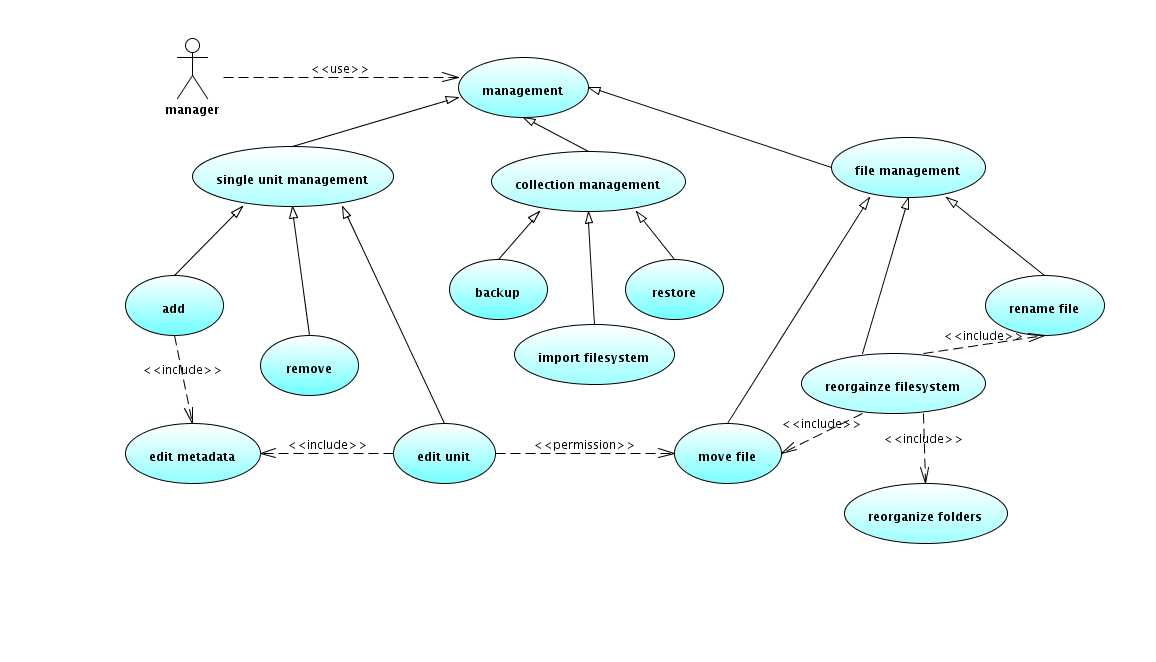 <<use>>
management
manager
file management
single unit management
collection management
backup
restore
add
rename file
<<include>>
import filesystem
remove
<<include>>
reorgainze filesystem
<<include>>
<<include>>
<<include>>
<<permission>>
edit metadata
edit unit
move file
reorganize folders